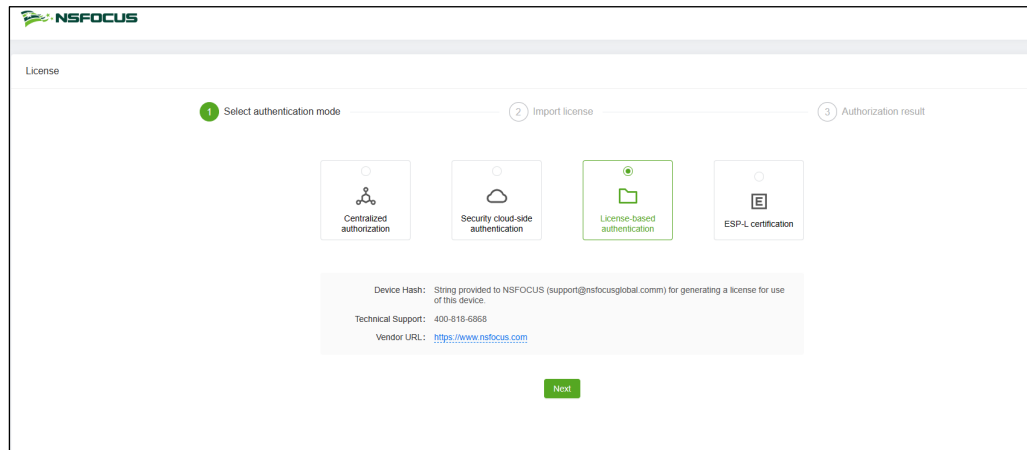 NSFOCUS
License
1 Select authentication mode
2 Import license
3 Authorization result
Centralized
authorization
Security cloud-side
authentication
License-based
authentication
E
ESP-L certification
Device Hash: String provided to NSFOCUS (support@nsfocusglobal.comm) for generating a license for use
of this device.
Technical Support: 400-818-6868
Vendor URL: https://www.nsfocus.com
Next